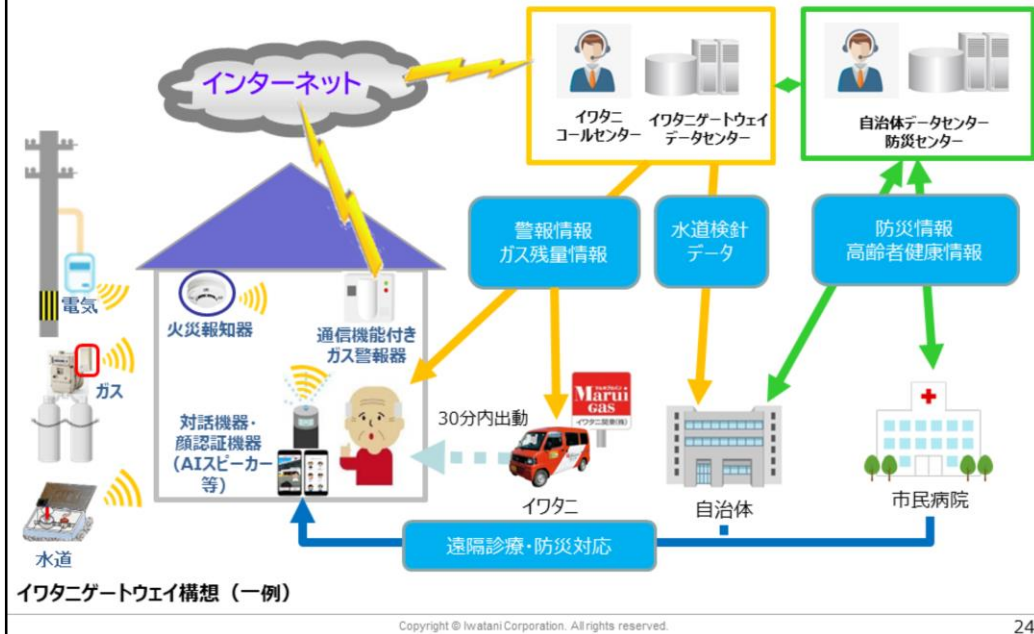 インターネット
イワタニ
コールセンター
イワタニゲートウェイ
データセンター
自治体データセンター
防災センター
警報情報
ガス残量情報
水道検針
データ
防災情報
高齢者健康情報
電気
火災報知器
通信機能付き
ガス警報器
ガス
対話機器・
顔認証機器
(AIスピーカー
等)
30分内出動
Marui
gas
イワタニ関東(株)
イワタニ
自治体
市民病院
水道
遠隔診療・防災対応
イワタニゲートウェイ構想（一例）
Copyright © Iwatani Corporation. All rights reserved.
24